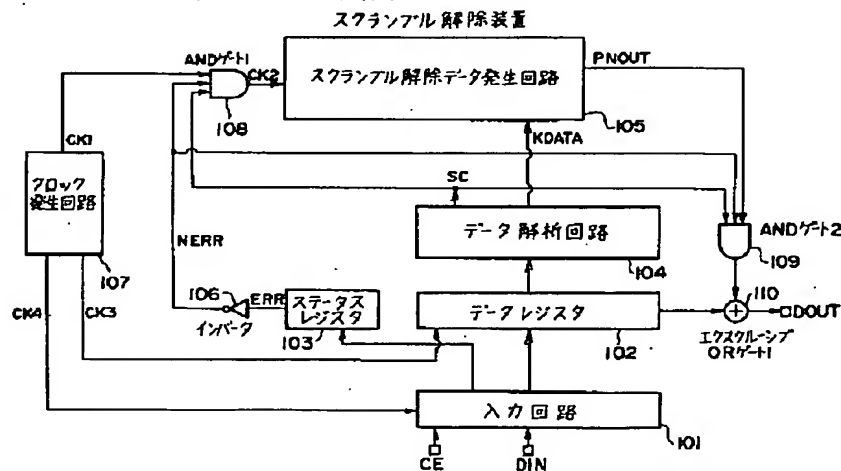 スクランブル解除装置
ANDゲート1
CK2
108
スクランブル解除データ発生回路
PNOUT
105
CK1
KDATA
クロック
発生回路
107
SC
NERR
データ解析回路
104
ANDゲート2
109
CK4
CK3
106
ERR
インバータ
ステータス
レジスタ
103
データレジスタ
102
110
DOUT
エクスクルーシブ
ORゲート1
入力回路
101
CE
DIN